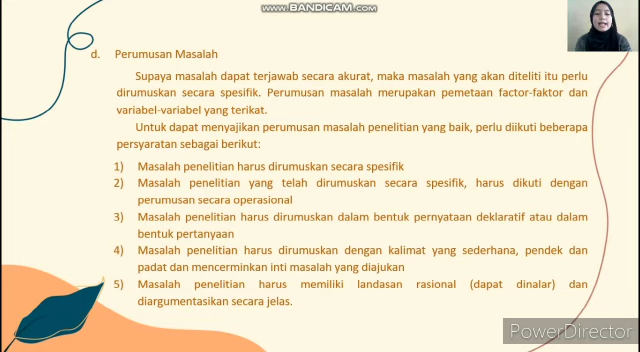 www.BANDICAM.com
d. Perumusan Masalah
Supaya masalah dapat terjawab secara akurat, maka masalah yang akan diteliti itu perlu
dirumuskan secara spesifik. Perumusan masalah merupakan pemetaan factor-faktor dan
variabel-variabel yang terikat.
Untuk dapat menyajikan perumusan masalah penelitian yang baik, perlu diikuti beberapa
persyaratan sebagai berikut:
1) Masalah penelitian harus dirumuskan secara spesifik
2) Masalah penelitian yang telah dirumuskan secara spesifik, harus dikuti dengan
perumusan secara operasional
3) Masalah penelitian harus dirumuskan dalam bentuk pernyataan deklaratif atau dalam
bentuk pertanyaan
4) Masalah penelitian harus dirumuskan dengan kalimat yang sederhana, pendek dan
padat dan mencerminkan inti masalah yang diajukan
5) Masalah penelitian harus memiliki landasan rasional (dapat dinalar) dan
diargumentasikan secara jelas.
PowerDirector